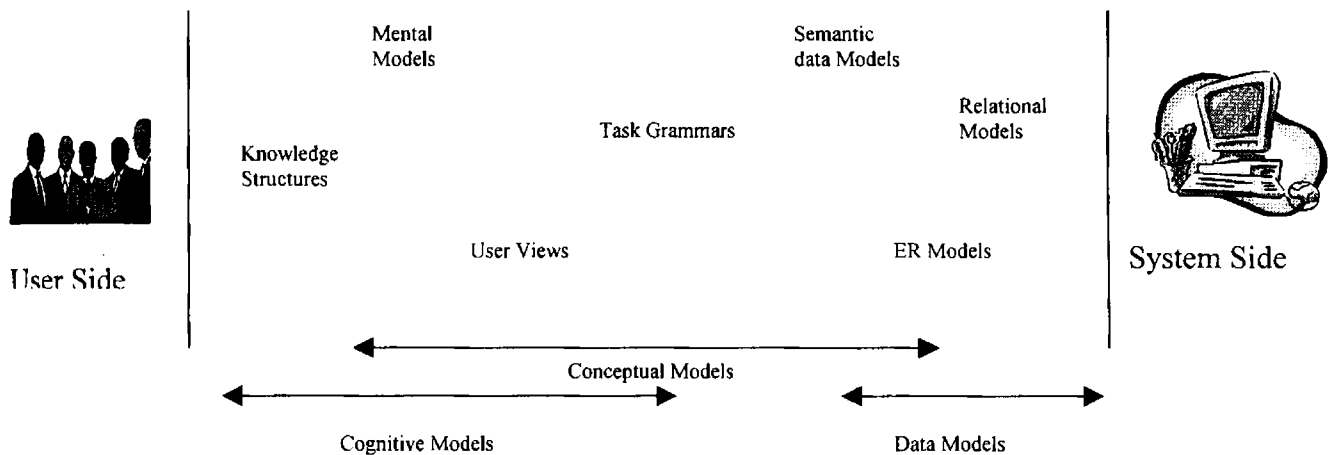 Mental
Models
Semantic
data Models
Relational
Models
Task Grammars
Knowledge
Structures
User Views
ER Models
User Side
System Side
Conceptual Models
Cognitive Models
Data Models